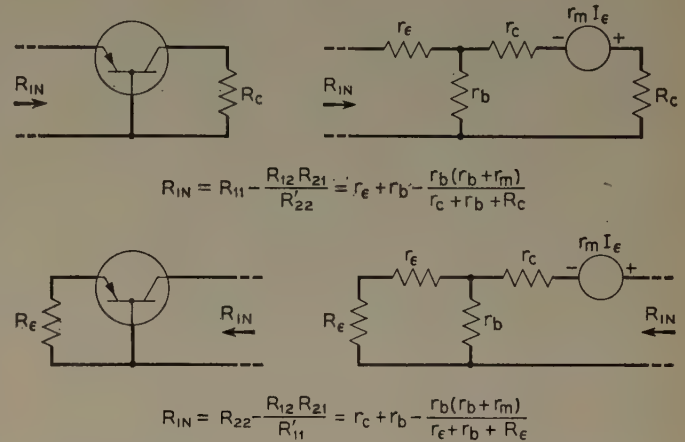 r_m I_ε
r_ε r_c - +
R_IN R_c R_IN r_b R_c
R_IN = R_11 - (R_12 R_21)/(R'_22) = r_ε + r_b - (r_b(r_b + r_m))/(r_c + r_b + R_c)
r_m I_ε
r_ε r_c - +
R_ε R_IN R_ε r_b R_IN
R_IN = R_22 - (R_12 R_21)/(R'_11) = r_c + r_b - (r_b(r_b + r_m))/(r_ε + r_b + R_ε)